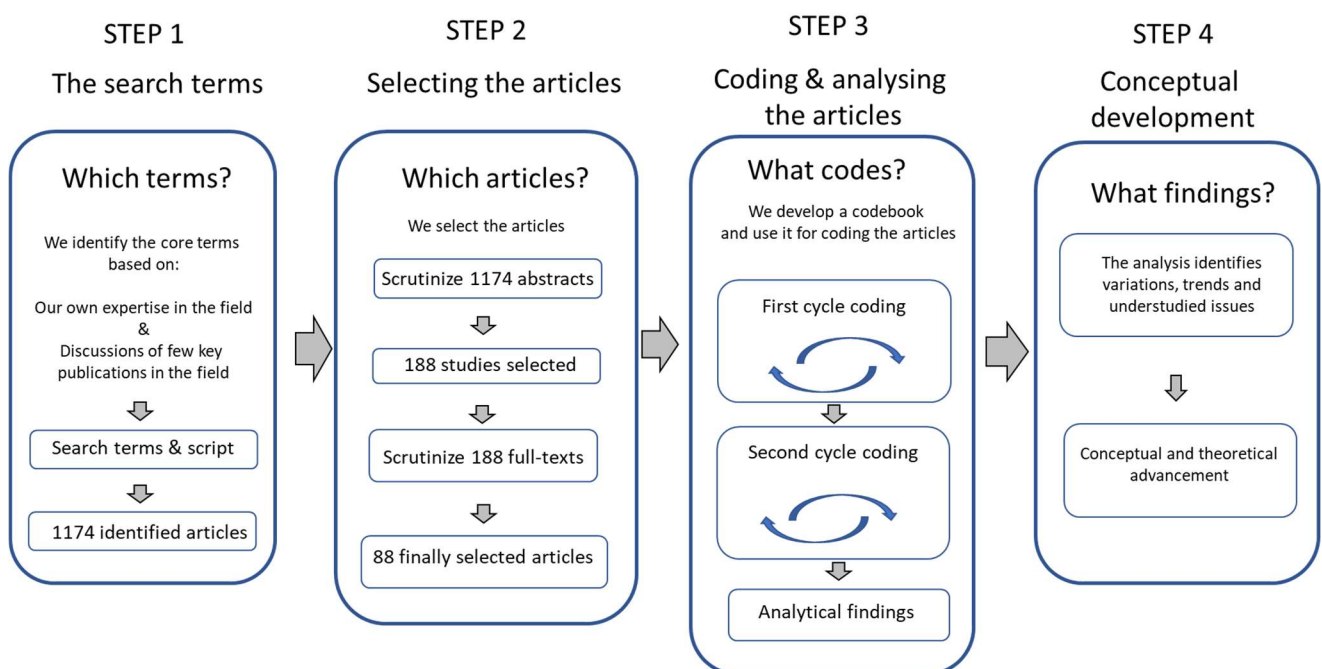 STEP 1
The search terms
Which terms?
We identify the core terms
based on:
Our own expertise in the field
&
Discussions of few key
publications in the field
Search terms & script
1174 identified articles
STEP 2
Selecting the articles
Which articles?
We select the articles
Scrutinize 1174 abstracts
188 studies selected
Scrutinize 188 full-texts
88 finally selected articles
STEP 3
Coding & analysing
the articles
What codes?
We develop a codebook
and use it for coding the articles
First cycle coding
Second cycle coding
Analytical findings
STEP 4
Conceptual
development
What findings?
The analysis identifies
variations, trends and
understudied issues
Conceptual and theoretical
advancement